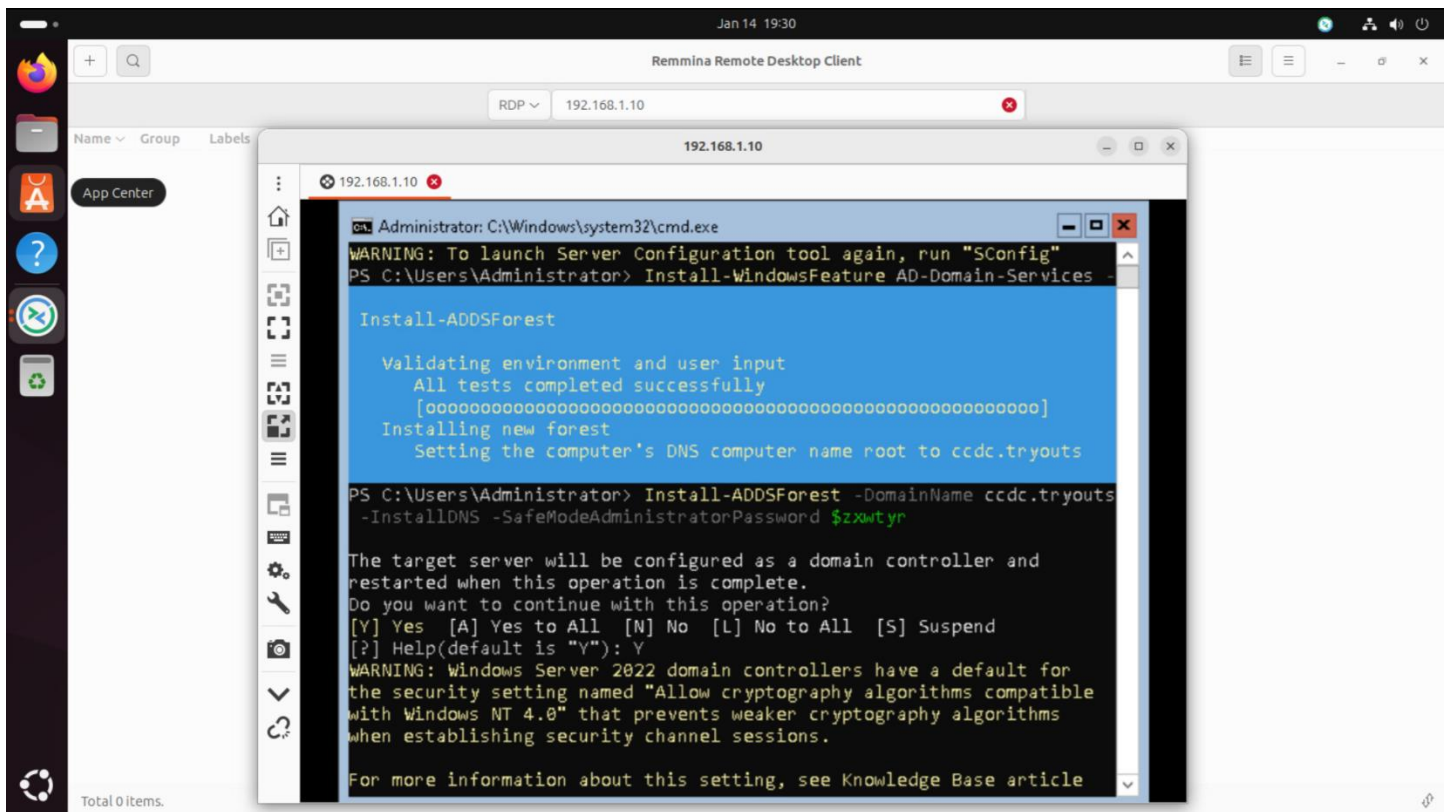 Jan 14 19:30
Remmina Remote Desktop Client
RDP
192.168.1.10
Name Group Labels
192.168.1.10
App Center
192.168.1.10
Administrator: C:\Windows\system32\cmd.exe
WARNING: To launch Server Configuration tool again, run "SConfig"
PS C:\Users\Administrator> Install-WindowsFeature AD-Domain-Services -
Install-ADDSForest
Validating environment and user input
All tests completed successfully
[oooooooooooooooooooooooooooooooooooooooooooooooooooooooooo]
Installing new forest
Setting the computer's DNS computer name root to ccdc.tryouts
PS C:\Users\Administrator> Install-ADDSForest -DomainName ccdc.tryouts
-InstallDNS -SafeModeAdministratorPassword $zxwtyr
The target server will be configured as a domain controller and
restarted when this operation is complete.
Do you want to continue with this operation?
[Y] Yes [A] Yes to All [N] No [L] No to All [S] Suspend
[?] Help(default is "Y"): Y
WARNING: Windows Server 2022 domain controllers have a default for
the security setting named "Allow cryptography algorithms compatible
with Windows NT 4.0" that prevents weaker cryptography algorithms
when establishing security channel sessions.
For more information about this setting, see Knowledge Base article
Total 0 items.